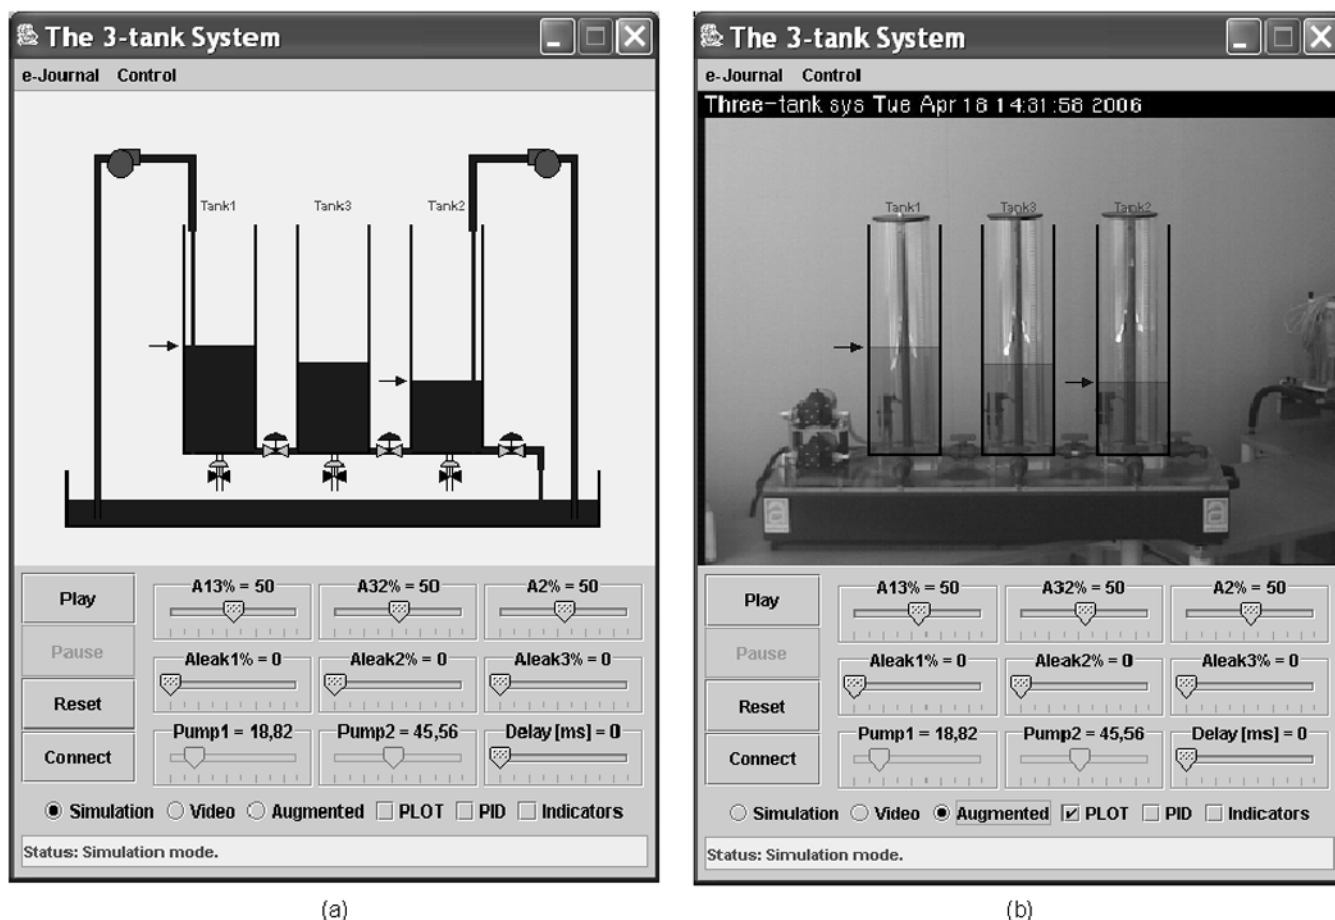 The 3-tank System
e-Journal Control
Tank1 Tank3 Tank2
Play
Pause
Reset
Connect
A13% = 50 A32% = 50 A2% = 50
Aleak1% = 0 Aleak2% = 0 Aleak3% = 0
Pump1 = 18,82 Pump2 = 45,56 Delay [ms] = 0
Simulation Video Augmented PLOT PID Indicators
Status: Simulation mode.
(a)
The 3-tank System
e-Journal Control
Three-tank sys Tue Apr 18 14:31:58 2006
Tank1 Tank3 Tank2
a a
Play
Pause
Reset
Connect
A13% = 50 A32% = 50 A2% = 50
Aleak1% = 0 Aleak2% = 0 Aleak3% = 0
Pump1 = 18,82 Pump2 = 45,56 Delay [ms] = 0
Simulation Video Augmented PLOT PID Indicators
Status: Simulation mode.
(b)